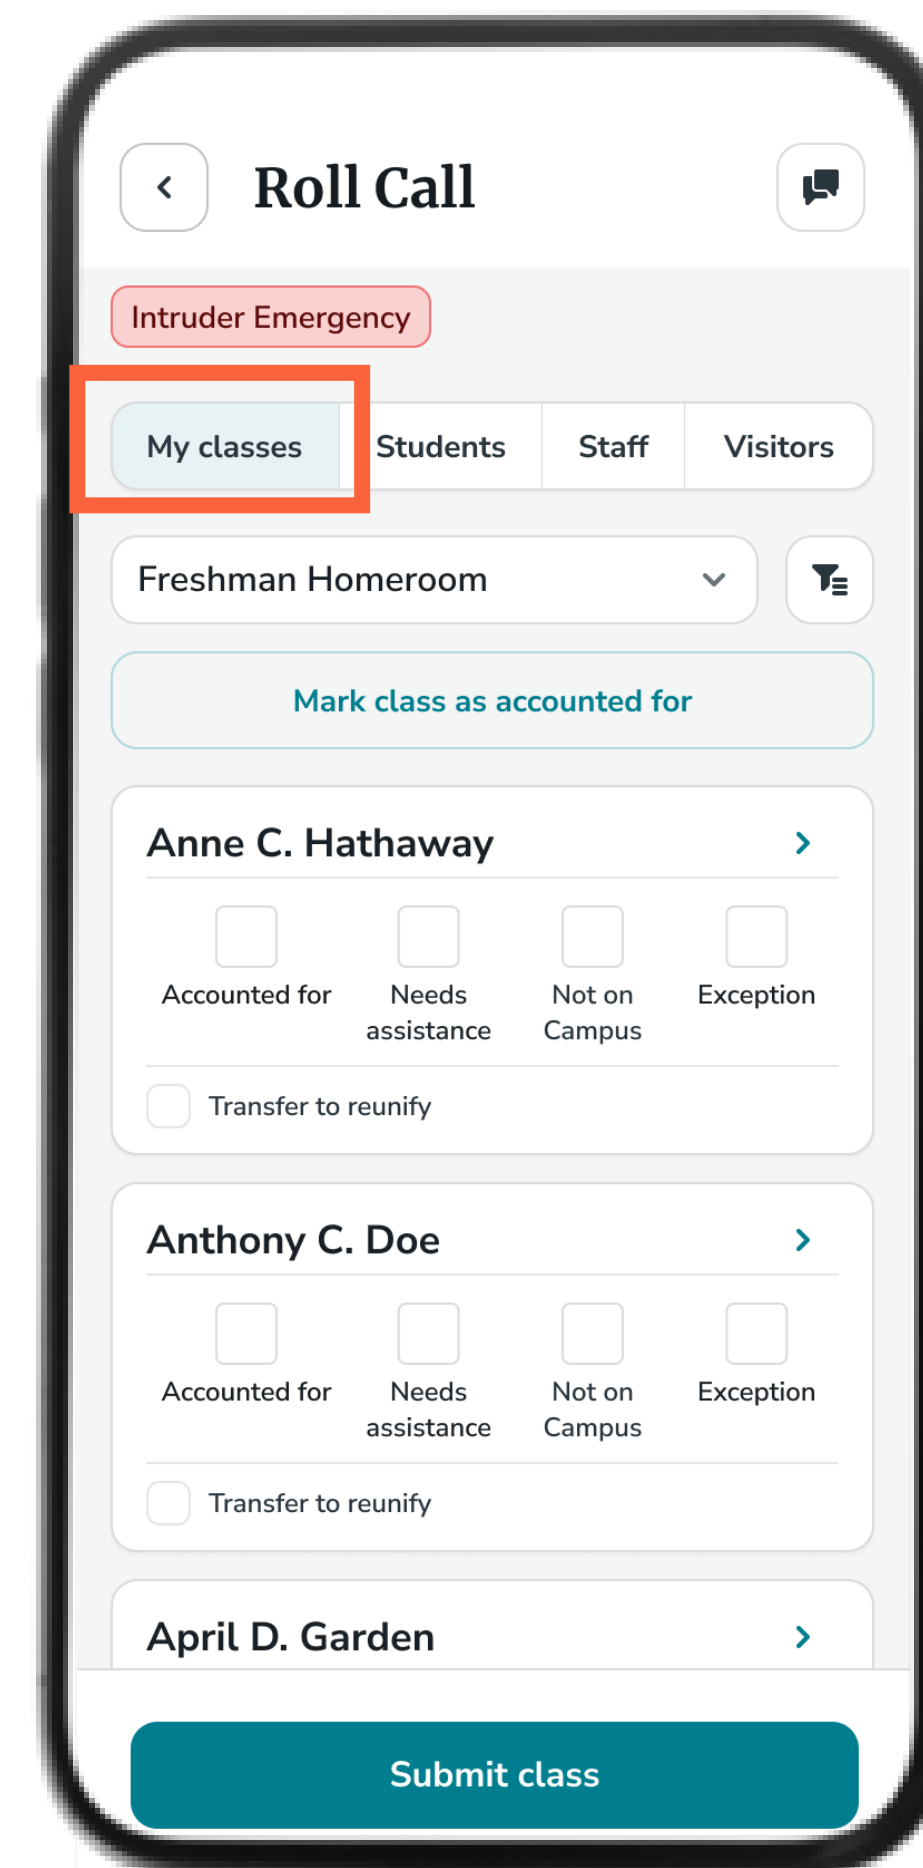 Roll Call
Intruder Emergency
My classes Students Staff Visitors
Freshman Homeroom
Mark class as accounted for
Anne C. Hathaway
Accounted for Needs assistance Not on Campus Exception
Transfer to reunify
Anthony C. Doe
Accounted for Needs assistance Not on Campus Exception
Transfer to reunify
April D. Garden
Submit class